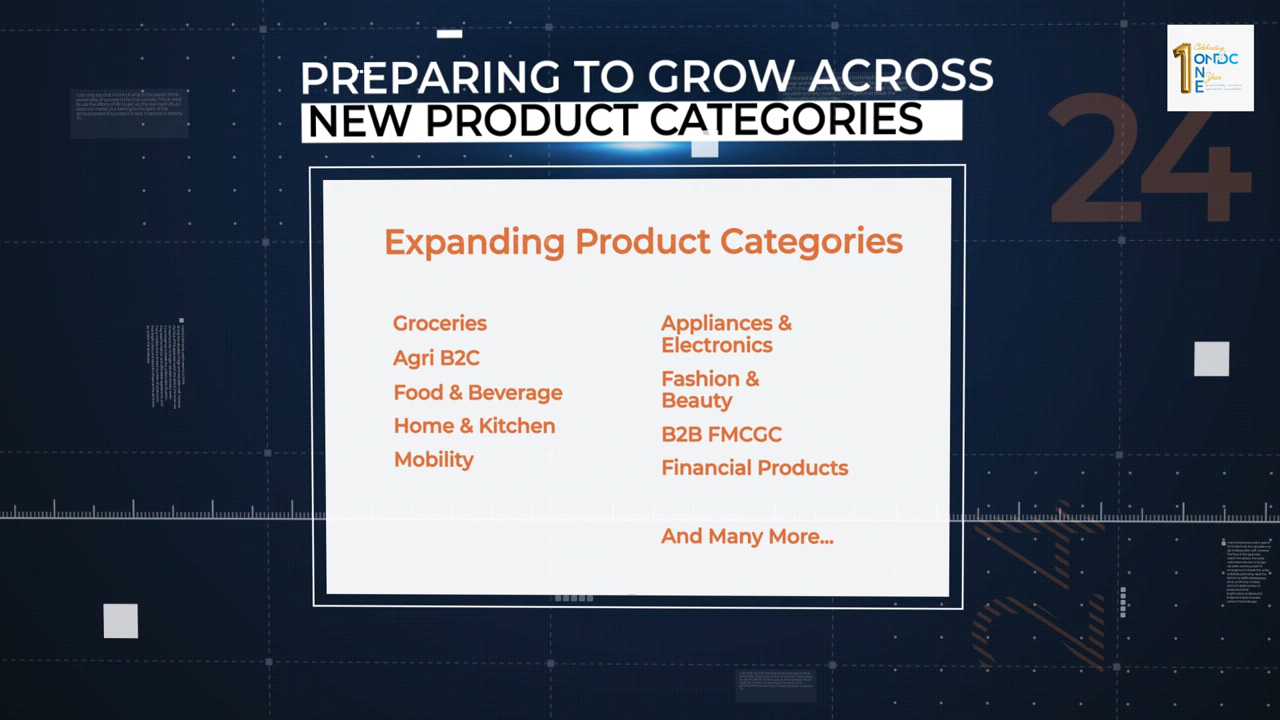 PREPARING TO GROW ACROSS
NEW PRODUCT CATEGORIES
Celebrating
ONDC
ONE
Year
24
Expanding Product Categories
Groceries
Agri B2C
Food & Beverage
Home & Kitchen
Mobility
Appliances &
Electronics
Fashion &
Beauty
B2B FMCGC
Financial Products
And Many More...
24